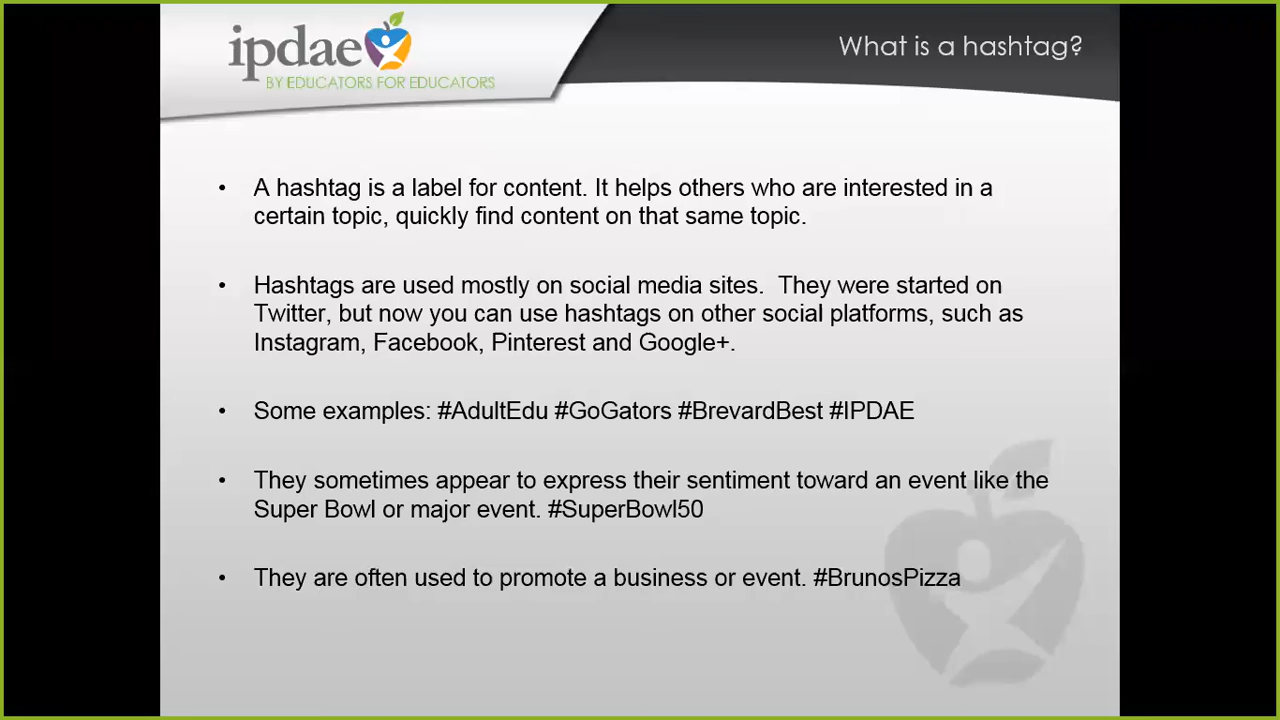 ipdae
BY EDUCATORS FOR EDUCATORS
What is a hashtag?
• A hashtag is a label for content. It helps others who are interested in a
certain topic, quickly find content on that same topic.
• Hashtags are used mostly on social media sites.  They were started on
Twitter, but now you can use hashtags on other social platforms, such as
Instagram, Facebook, Pinterest and Google+.
• Some examples: #AdultEdu #GoGators #BrevardBest #IPDAE
• They sometimes appear to express their sentiment toward an event like the
Super Bowl or major event. #SuperBowl50
• They are often used to promote a business or event. #BrunosPizza